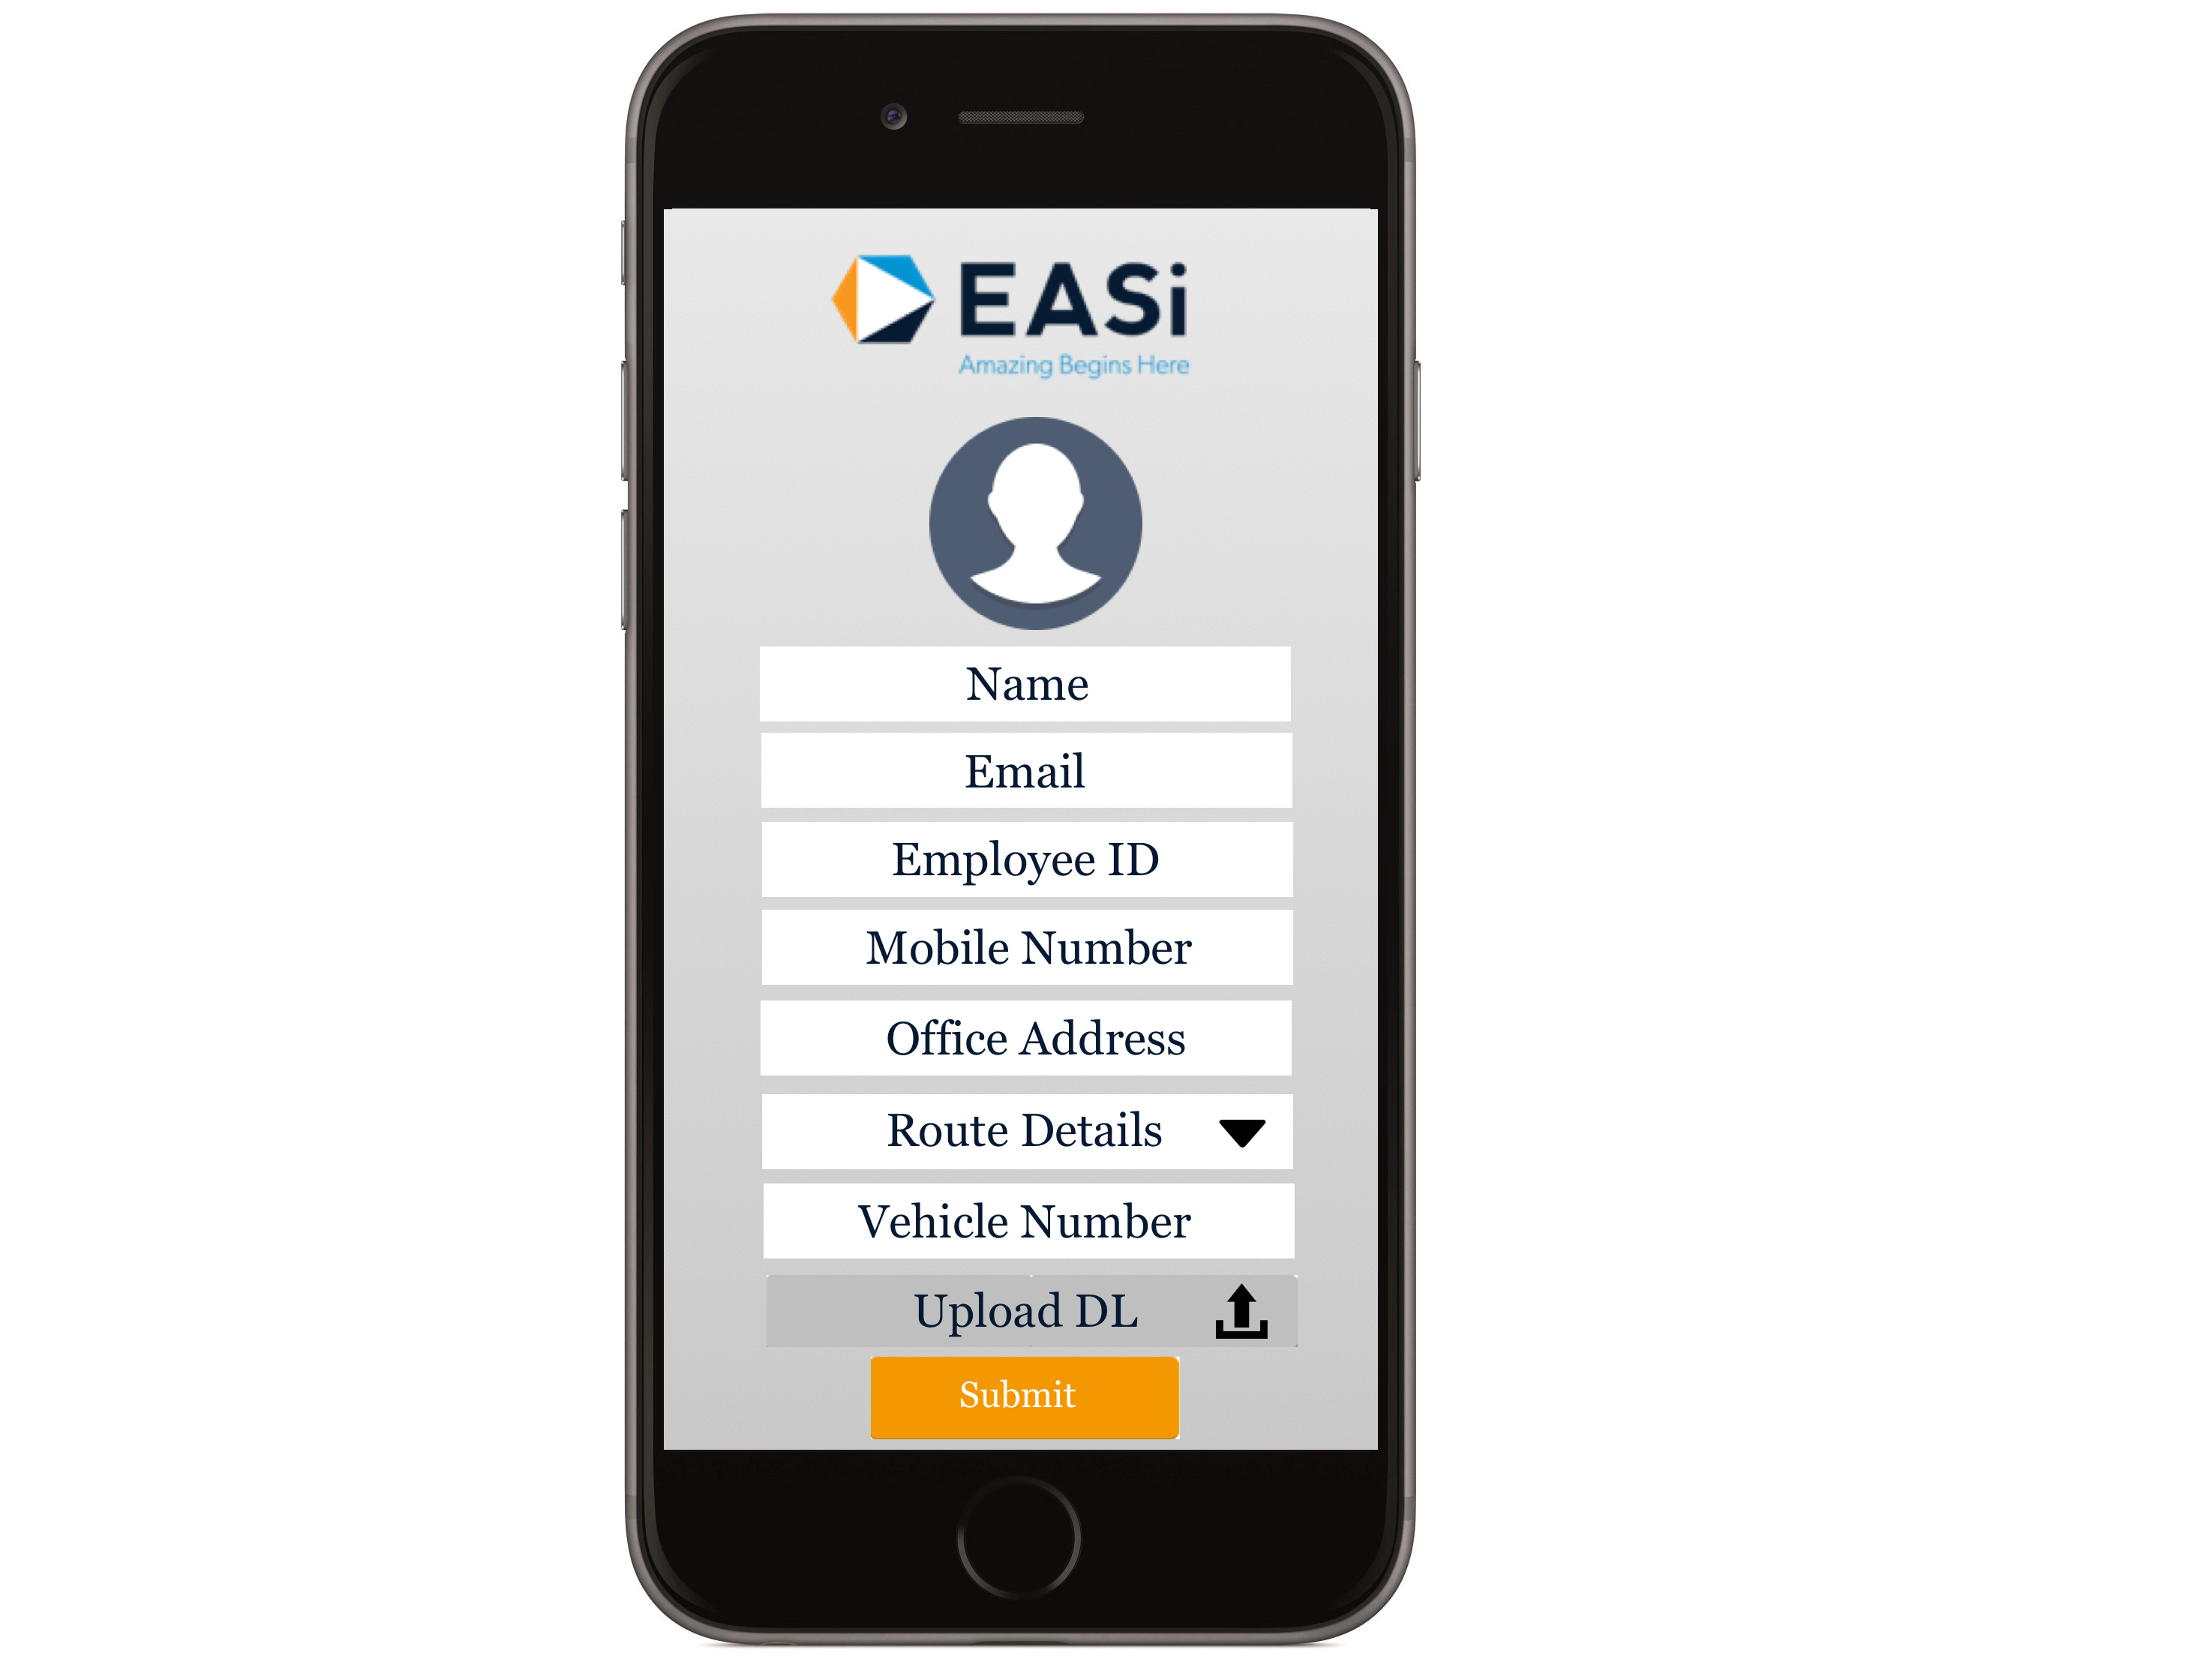 EASi
Amazing Begins Here
Name
Email
Employee ID
Mobile Number
Office Address
Route Details
Vehicle Number
Upload DL
Submit